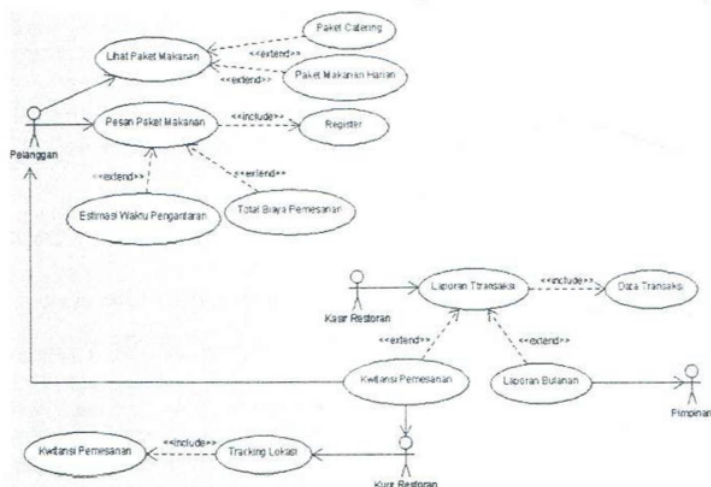 Paket Catering
Lihat Paket Makanan
<<extend>>
<<extend>>
Paket Makanan Harian
Pesan Paket Makanan
<<include>>
Register
Pelanggan
<<extend>>
<<extend>>
Estimasi Waktu Pengantaran
Total Biaya Pemesanan
Laporan Ttransaksi
<<include>>
Data Transaksi
Kasir Restoran
<<extend>>
<<extend>>
Kwitansi Pemesanan
Laporan Bulanan
Pimpinan
Kwitansi Pemesanan
<<include>>
Tracking Lokasi
Kurir Restoran